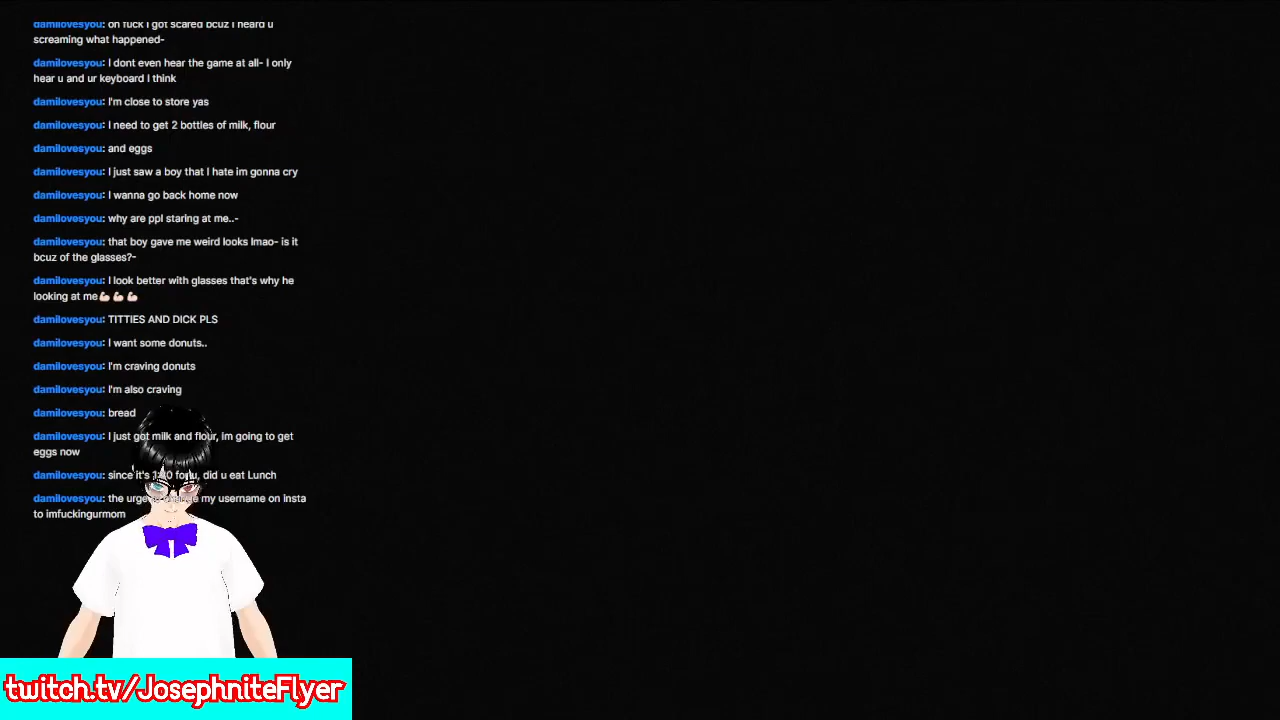 damilovesyou: oh fuck i got scared bcuz I heard u
screaming what happened-
damilovesyou: I dont even hear the game at all- I only
hear u and ur keyboard I think
damilovesyou: I'm close to store yas
damilovesyou: I need to get 2 bottles of milk, flour
damilovesyou: and eggs
damilovesyou: I just saw a boy that I hate im gonna cry
damilovesyou: I wanna go back home now
damilovesyou: why are ppl staring at me..-
damilovesyou: that boy gave me weird looks lmao- is it
bcuz of the glasses?-
damilovesyou: I look better with glasses that's why he
looking at me💪🏻💪🏻💪🏻
damilovesyou: TITTIES AND DICK PLS
damilovesyou: I want some donuts..
damilovesyou: I'm craving donuts
damilovesyou: I'm also craving
damilovesyou: bread
damilovesyou: I just got milk and flour, im going to get
eggs now
damilovesyou: since it's for u, did u eat Lunch
damilovesyou: the urge my username on insta
to imfuckingurmom
twitch.tv/JosephniteFlyer